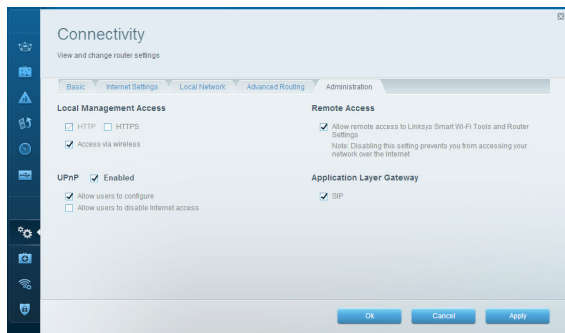 Connectivity
View and change router settings
Basic
Internet Settings
Local Network
Advanced Routing
Administration
Local Management Access
HTTP
HTTPS
Access via wireless
UPnP
Enabled
Allow users to configure
Allow users to disable Internet access
Remote Access
Allow remote access to Linksys Smart Wi-Fi Tools and Router
Settings
Note: Disabling this setting prevents you from accessing your
network over the Internet
Application Layer Gateway
SIP
Ok
Cancel
Apply